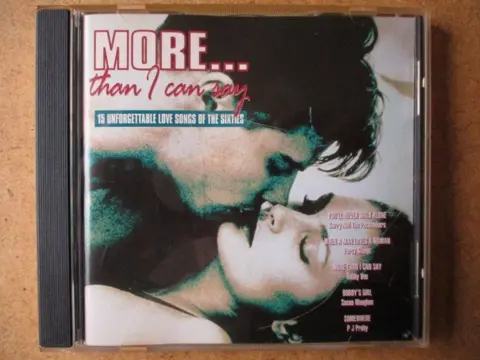 MORE...
than I can say
15 UNFORGETTABLE LOVE SONGS OF THE SIXTIES
YOU'LL NEVER WALK ALONE
Gerry And The Pacemakers
WHEN A MAN LOVES A WOMAN
Percy Sledge
MORE THAN I CAN SAY
Bobby Vee
BOBBY'S GIRL
Susan Maughan
SOMEWHERE
P J Proby